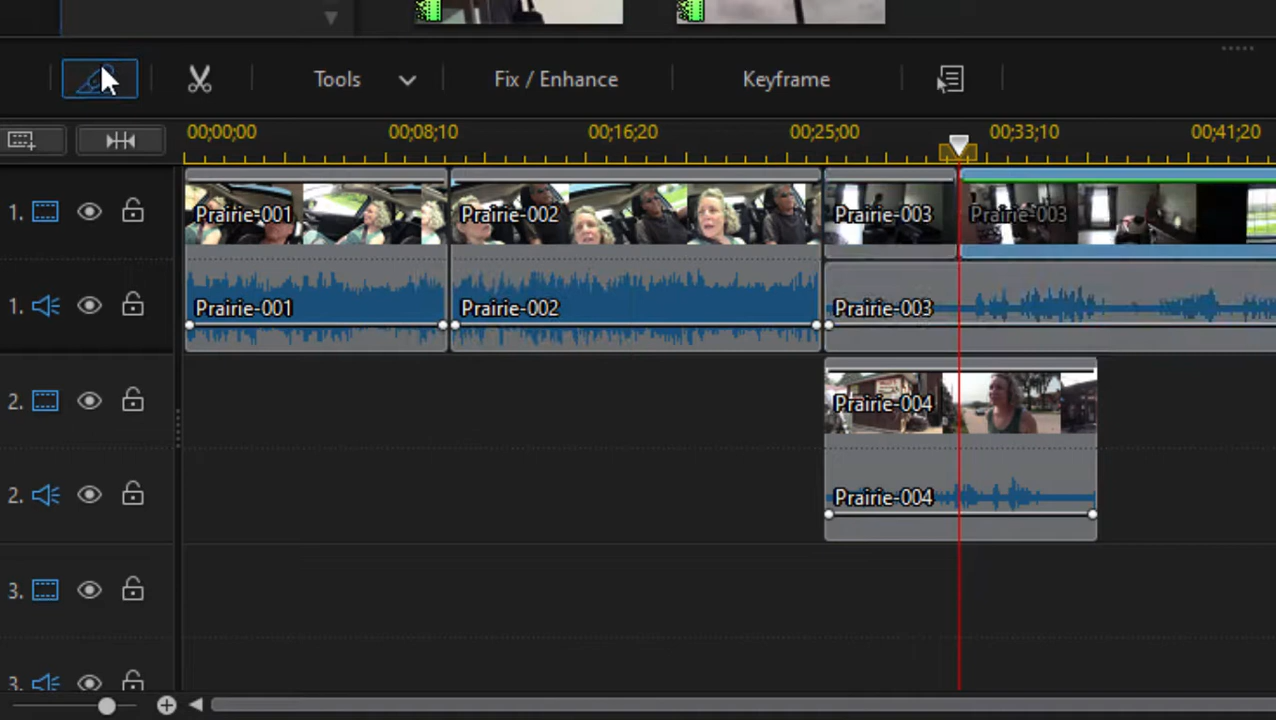 Tools Fix / Enhance Keyframe
00;00;00 00;08;10 00;16;20 00;25;00 00;33;10 00;41;20
1. Prairie-001 Prairie-002 Prairie-003 Prairie-003
1. Prairie-001 Prairie-002 Prairie-003
2. Prairie-004
2. Prairie-004
3.
3.